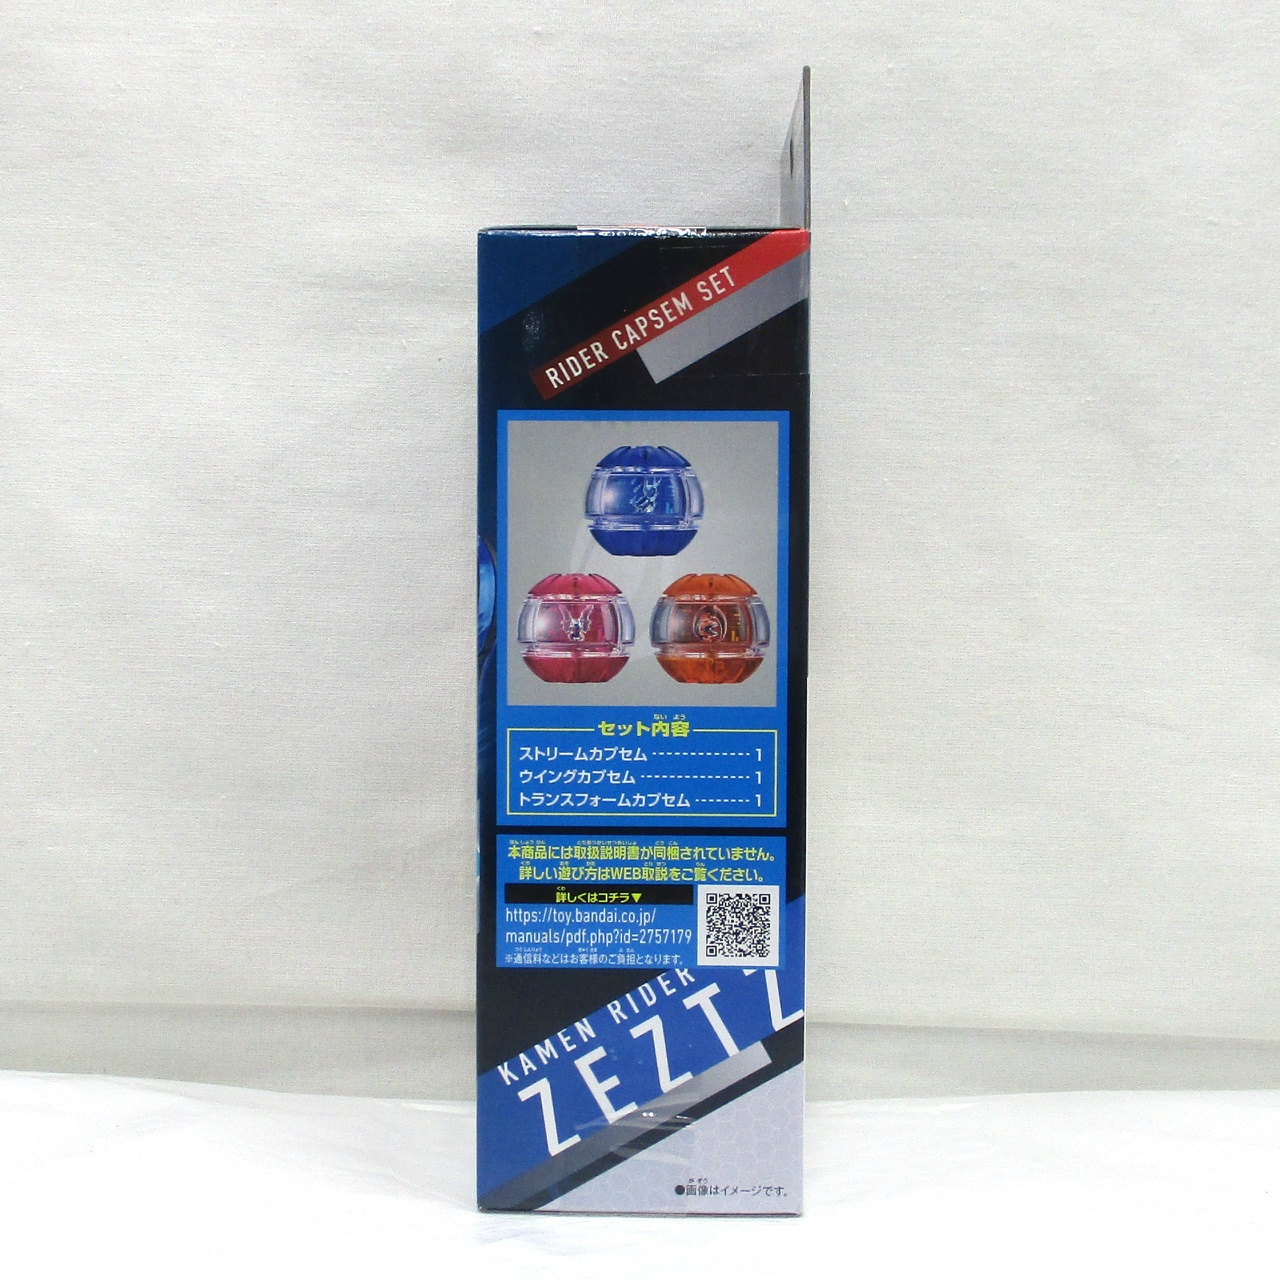 RIDER CAPSEM SET
セット内容
ないよう
ストリームカプセム 1
ウイングカプセム 1
トランスフォームカプセム 1
本商品には取扱説明書が同梱されていません。
詳しい遊び方はWEB取説をご覧ください。
詳しくはコチラ▼
https://toy.bandai.co.jp/
manuals/pdf.php?id=2757179
※通信料などはお客様のご負担となります。
KAMEN RIDER
ZEZTZ
●画像はイメージです。